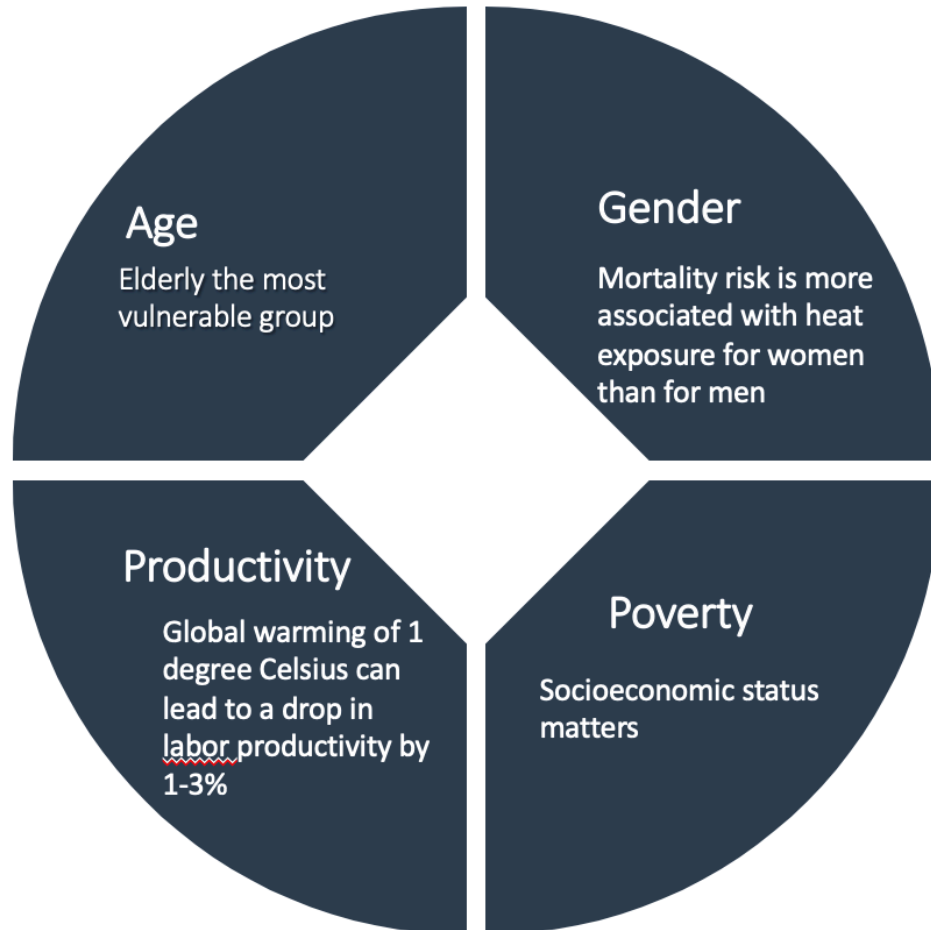 Age
Elderly the most
vulnerable group
Gender
Mortality risk is more
associated with heat
exposure for women
than for men
Productivity
Global warming of 1
degree Celsius can
lead to a drop in
labor productivity by
1-3%
Poverty
Socioeconomic status
matters